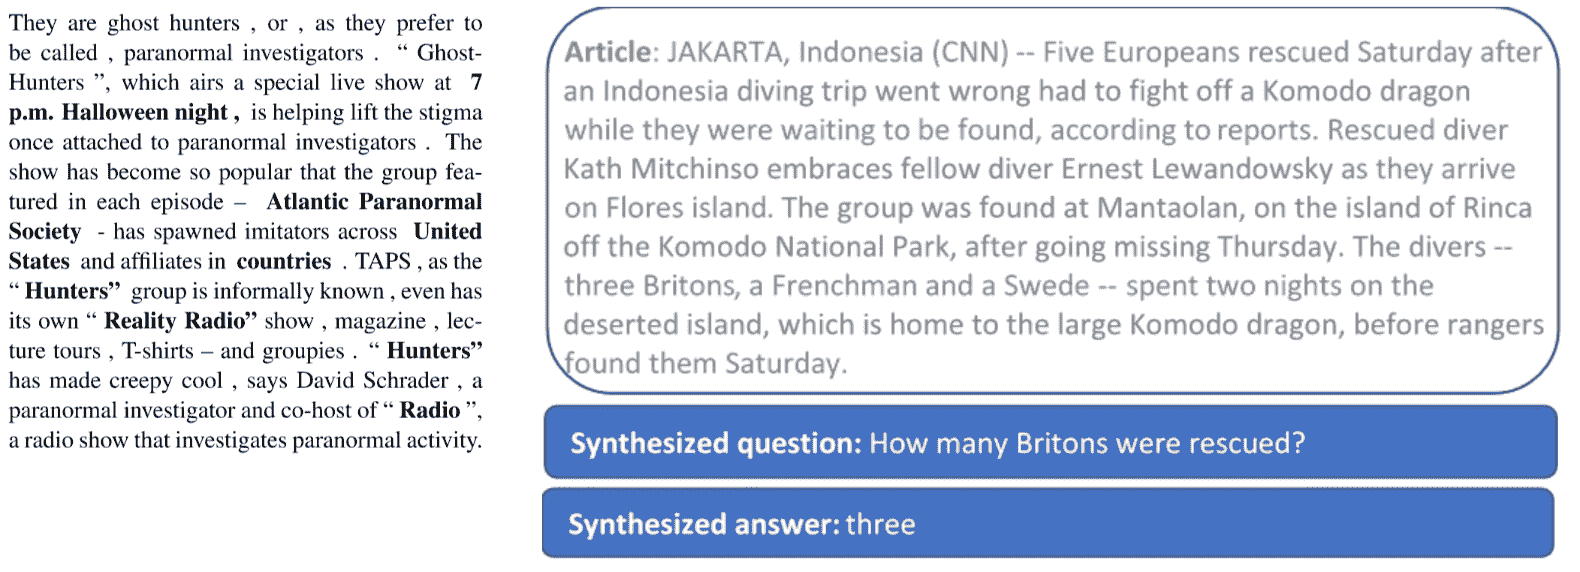 They are ghost hunters , or , as they prefer to
be called , paranormal investigators . “ Ghost-
Hunters ”, which airs a special live show at 7
p.m. Halloween night , is helping lift the stigma
once attached to paranormal investigators . The
show has become so popular that the group fea-
tured in each episode – Atlantic Paranormal
Society - has spawned imitators across United
States and affiliates in countries . TAPS , as the
“ Hunters” group is informally known , even has
its own “ Reality Radio” show , magazine , lec-
ture tours , T-shirts – and groupies . “ Hunters”
has made creepy cool , says David Schrader , a
paranormal investigator and co-host of “ Radio ”,
a radio show that investigates paranormal activity.
Article: JAKARTA, Indonesia (CNN) -- Five Europeans rescued Saturday after
an Indonesia diving trip went wrong had to fight off a Komodo dragon
while they were waiting to be found, according to reports. Rescued diver
Kath Mitchinso embraces fellow diver Ernest Lewandowsky as they arrive
on Flores island. The group was found at Mantaolan, on the island of Rinca
off the Komodo National Park, after going missing Thursday. The divers --
three Britons, a Frenchman and a Swede -- spent two nights on the
deserted island, which is home to the large Komodo dragon, before rangers
found them Saturday.
Synthesized question: How many Britons were rescued?
Synthesized answer: three